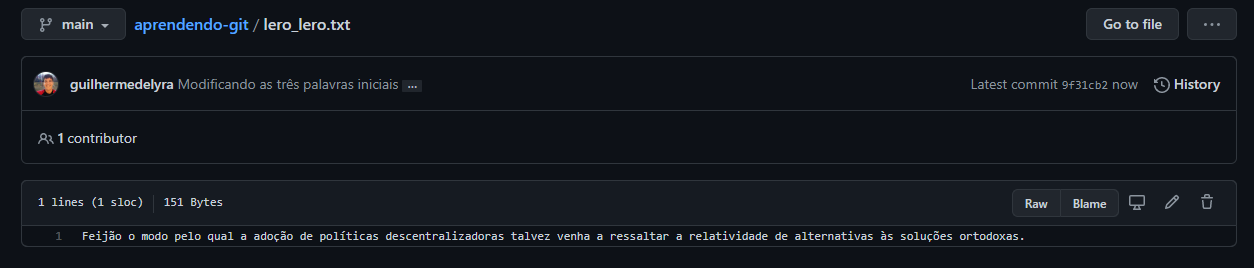 main aprendendo-git / lero_lero.txt Go to file ...
guilhermedelyra Modificando as três palavras iniciais ... Latest commit 9f31cb2 now History
1 contributor
1 lines (1 sloc) 151 Bytes Raw Blame
1 Feijão o modo pelo qual a adoção de políticas descentralizadoras talvez venha a ressaltar a relatividade de alternativas às soluções ortodoxas.